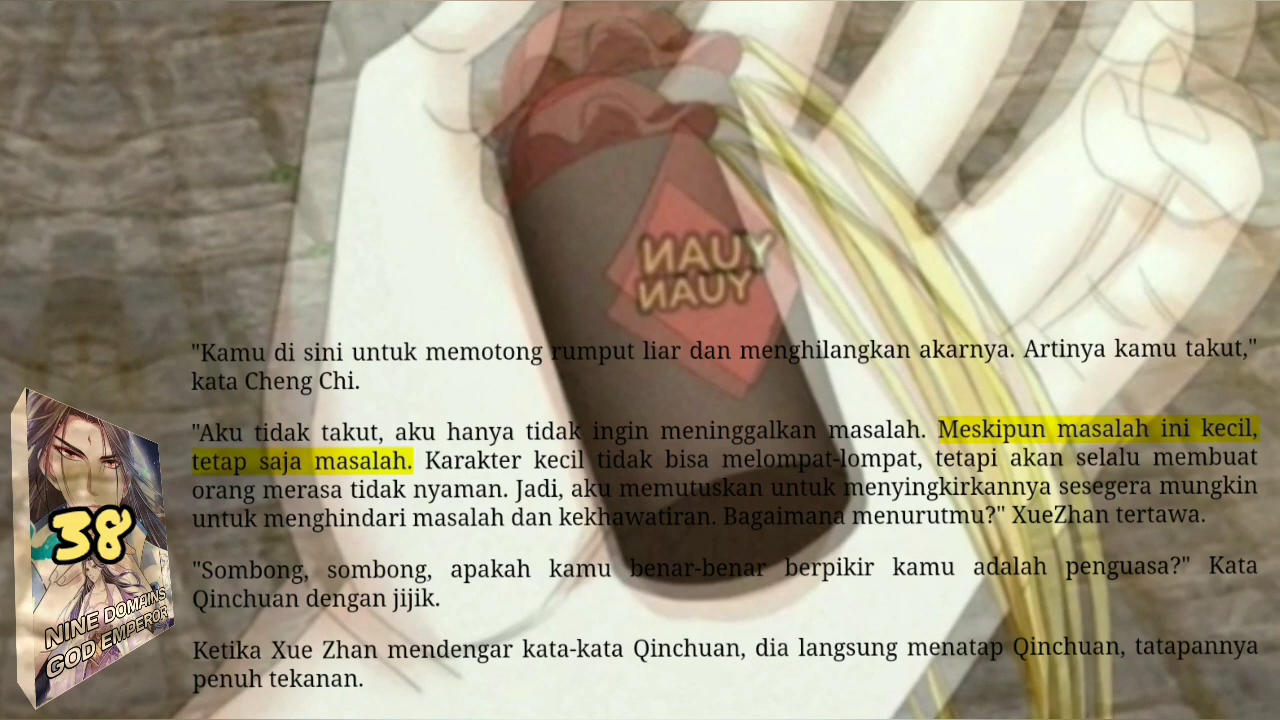 ИAUY
ИAUY
"Kamu di sini untuk memotong rumput liar dan menghilangkan akarnya. Artinya kamu takut,"
kata Cheng Chi.
"Aku tidak takut, aku hanya tidak ingin meninggalkan masalah. Meskipun masalah ini kecil,
tetap saja masalah. Karakter kecil tidak bisa melompat-lompat, tetapi akan selalu membuat
orang merasa tidak nyaman. Jadi, aku memutuskan untuk menyingkirkannya sesegera mungkin
untuk menghindari masalah dan kekhawatiran. Bagaimana menurutmu?" XueZhan tertawa.
"Sombong, sombong, apakah kamu benar-benar berpikir kamu adalah penguasa?" Kata
Qinchuan dengan jijik.
Ketika Xue Zhan mendengar kata-kata Qinchuan, dia langsung menatap Qinchuan, tatapannya
penuh tekanan.
38
NINE DOMAINS
GOD EMPEROR